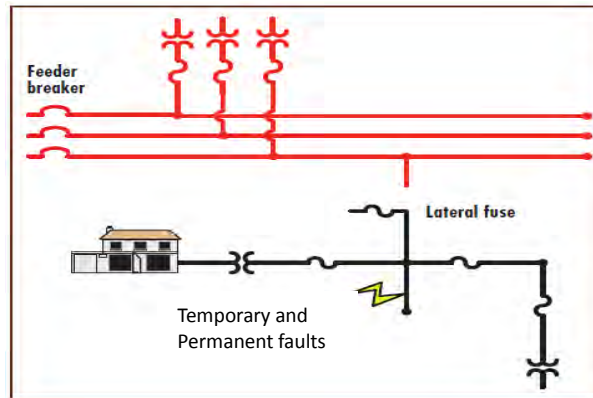 Feeder
breaker
Lateral fuse
Temporary and
Permanent faults